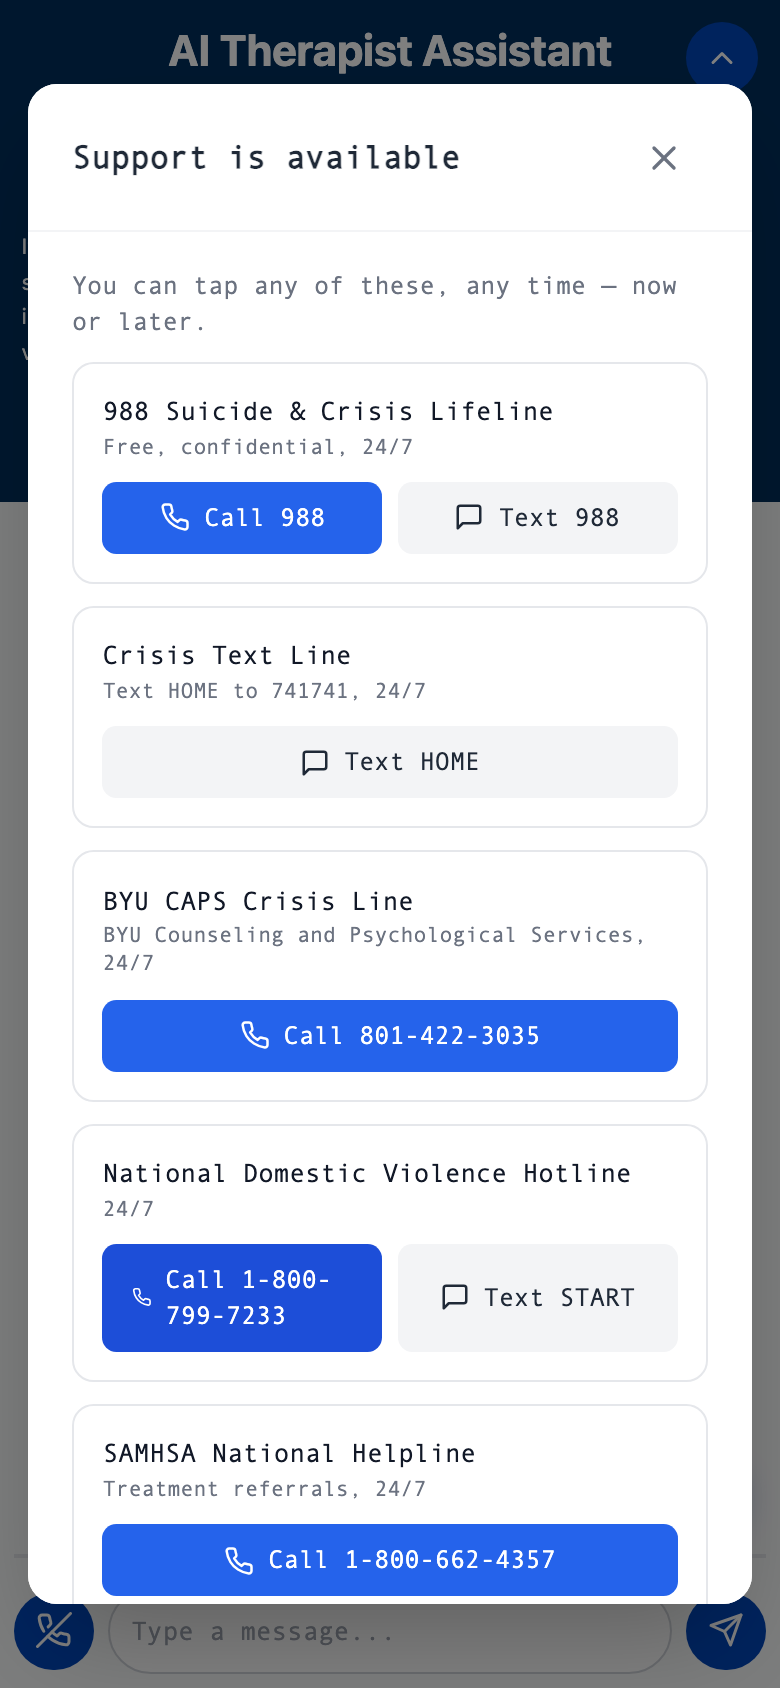 AI Therapist Assistant
Support is available
You can tap any of these, any time — now
or later.
988 Suicide & Crisis Lifeline
Free, confidential, 24/7
Call 988
Text 988
Crisis Text Line
Text HOME to 741741, 24/7
Text HOME
BYU CAPS Crisis Line
BYU Counseling and Psychological Services,
24/7
Call 801-422-3035
National Domestic Violence Hotline
24/7
Call 1-800-
799-7233
Text START
SAMHSA National Helpline
Treatment referrals, 24/7
Call 1-800-662-4357
Type a message...